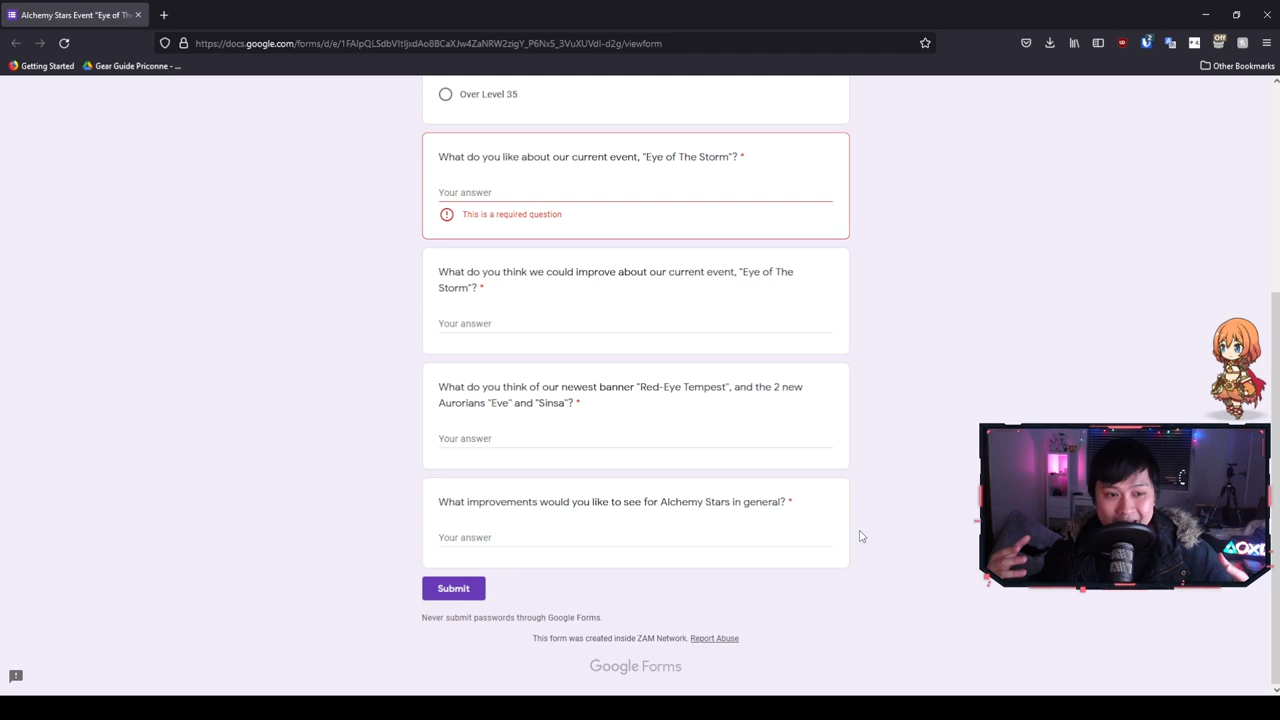 Alchemy Stars Event "Eye of Th
https://docs.google.com/forms/d/e/1FAIpQLSdbVItIjxdAo8BCaXJw4ZaNRW2zigY_P6Nx5_3VuXUVdI-d2g/viewform
Off
Getting Started
Gear Guide Priconne - ...
Other Bookmarks
Over Level 35
What do you like about our current event, "Eye of The Storm"? *
Your answer
This is a required question
What do you think we could improve about our current event, "Eye of The
Storm"? *
Your answer
What do you think of our newest banner "Red-Eye Tempest", and the 2 new
Aurorians "Eve" and "Sinsa"? *
Your answer
What improvements would you like to see for Alchemy Stars in general? *
Your answer
Submit
Never submit passwords through Google Forms.
This form was created inside ZAM Network. Report Abuse
Google Forms